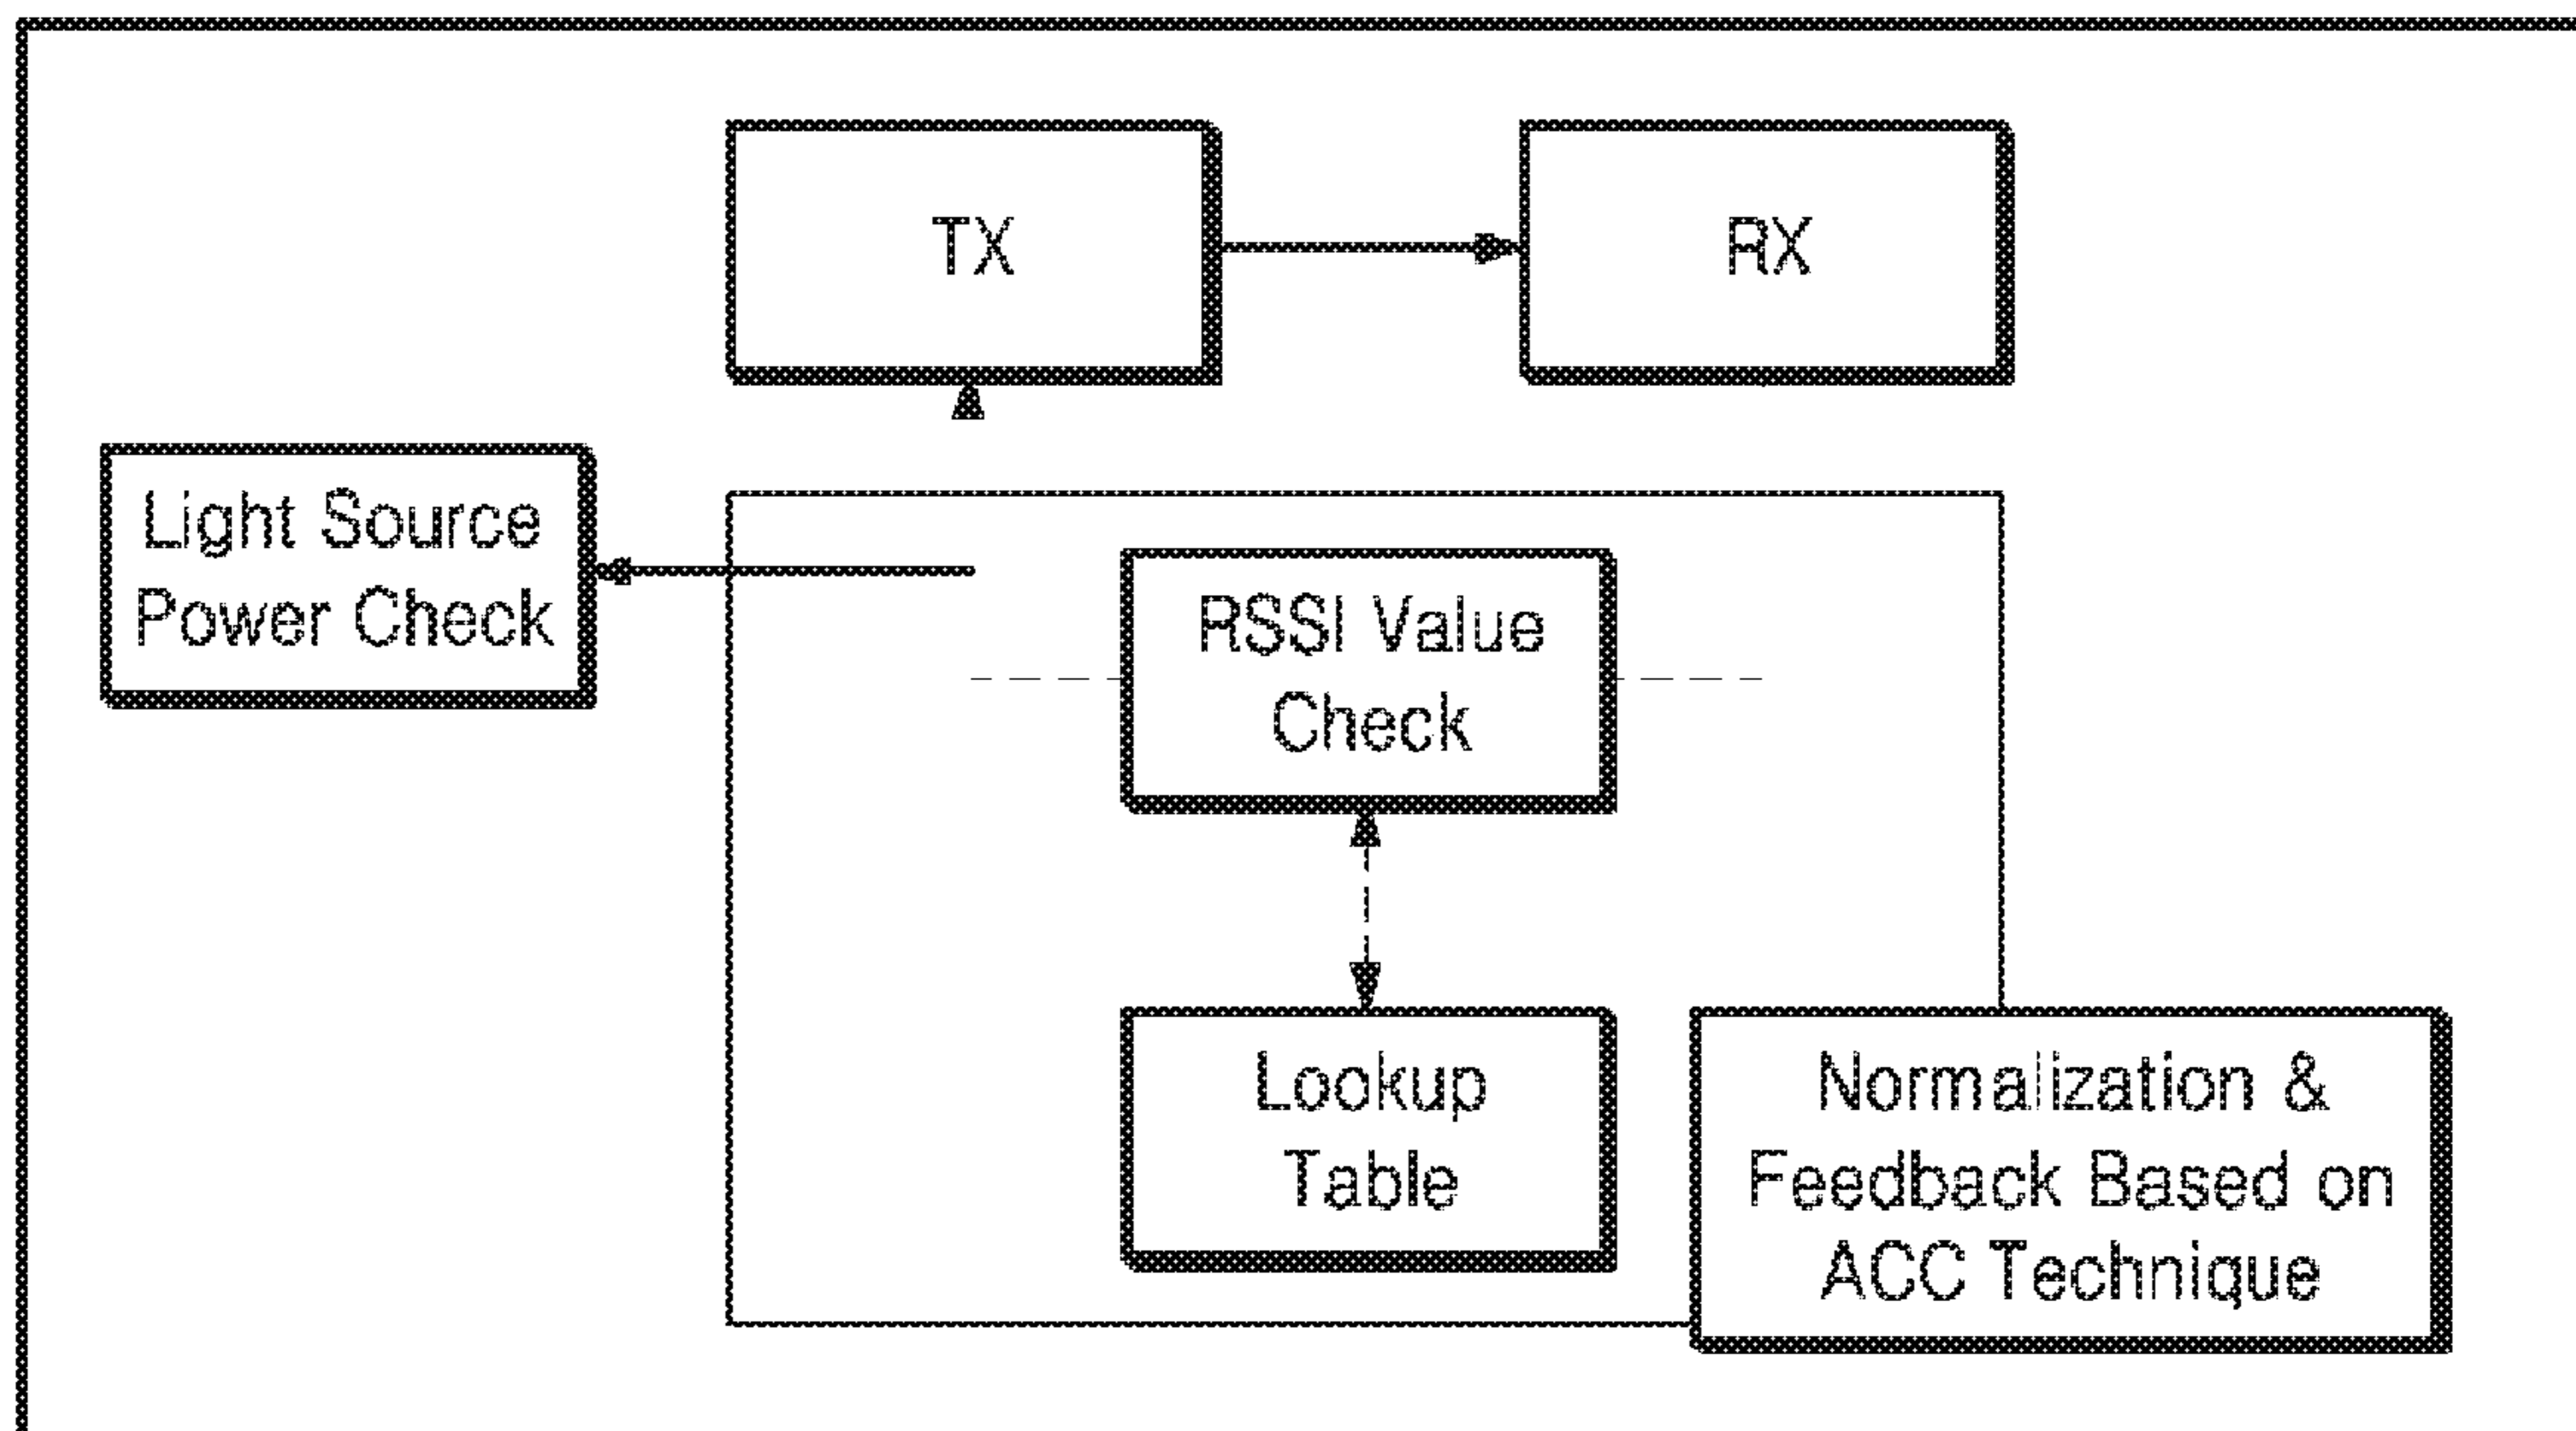 TX
RX
Light Source
Power Check
RSSI Value
Check
Lookup
Table
Normalization &
Feedback Based on
ACC Technique